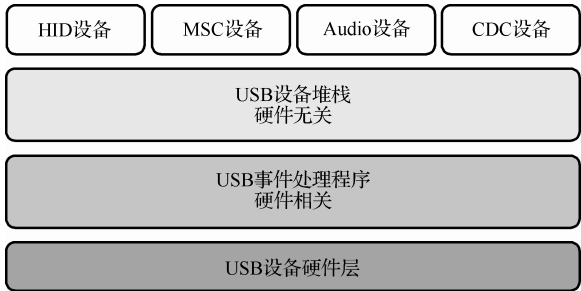 HID设备 MSC设备 Audio设备 CDC设备
USB设备堆栈
硬件无关
USB事件处理程序
硬件相关
USB设备硬件层